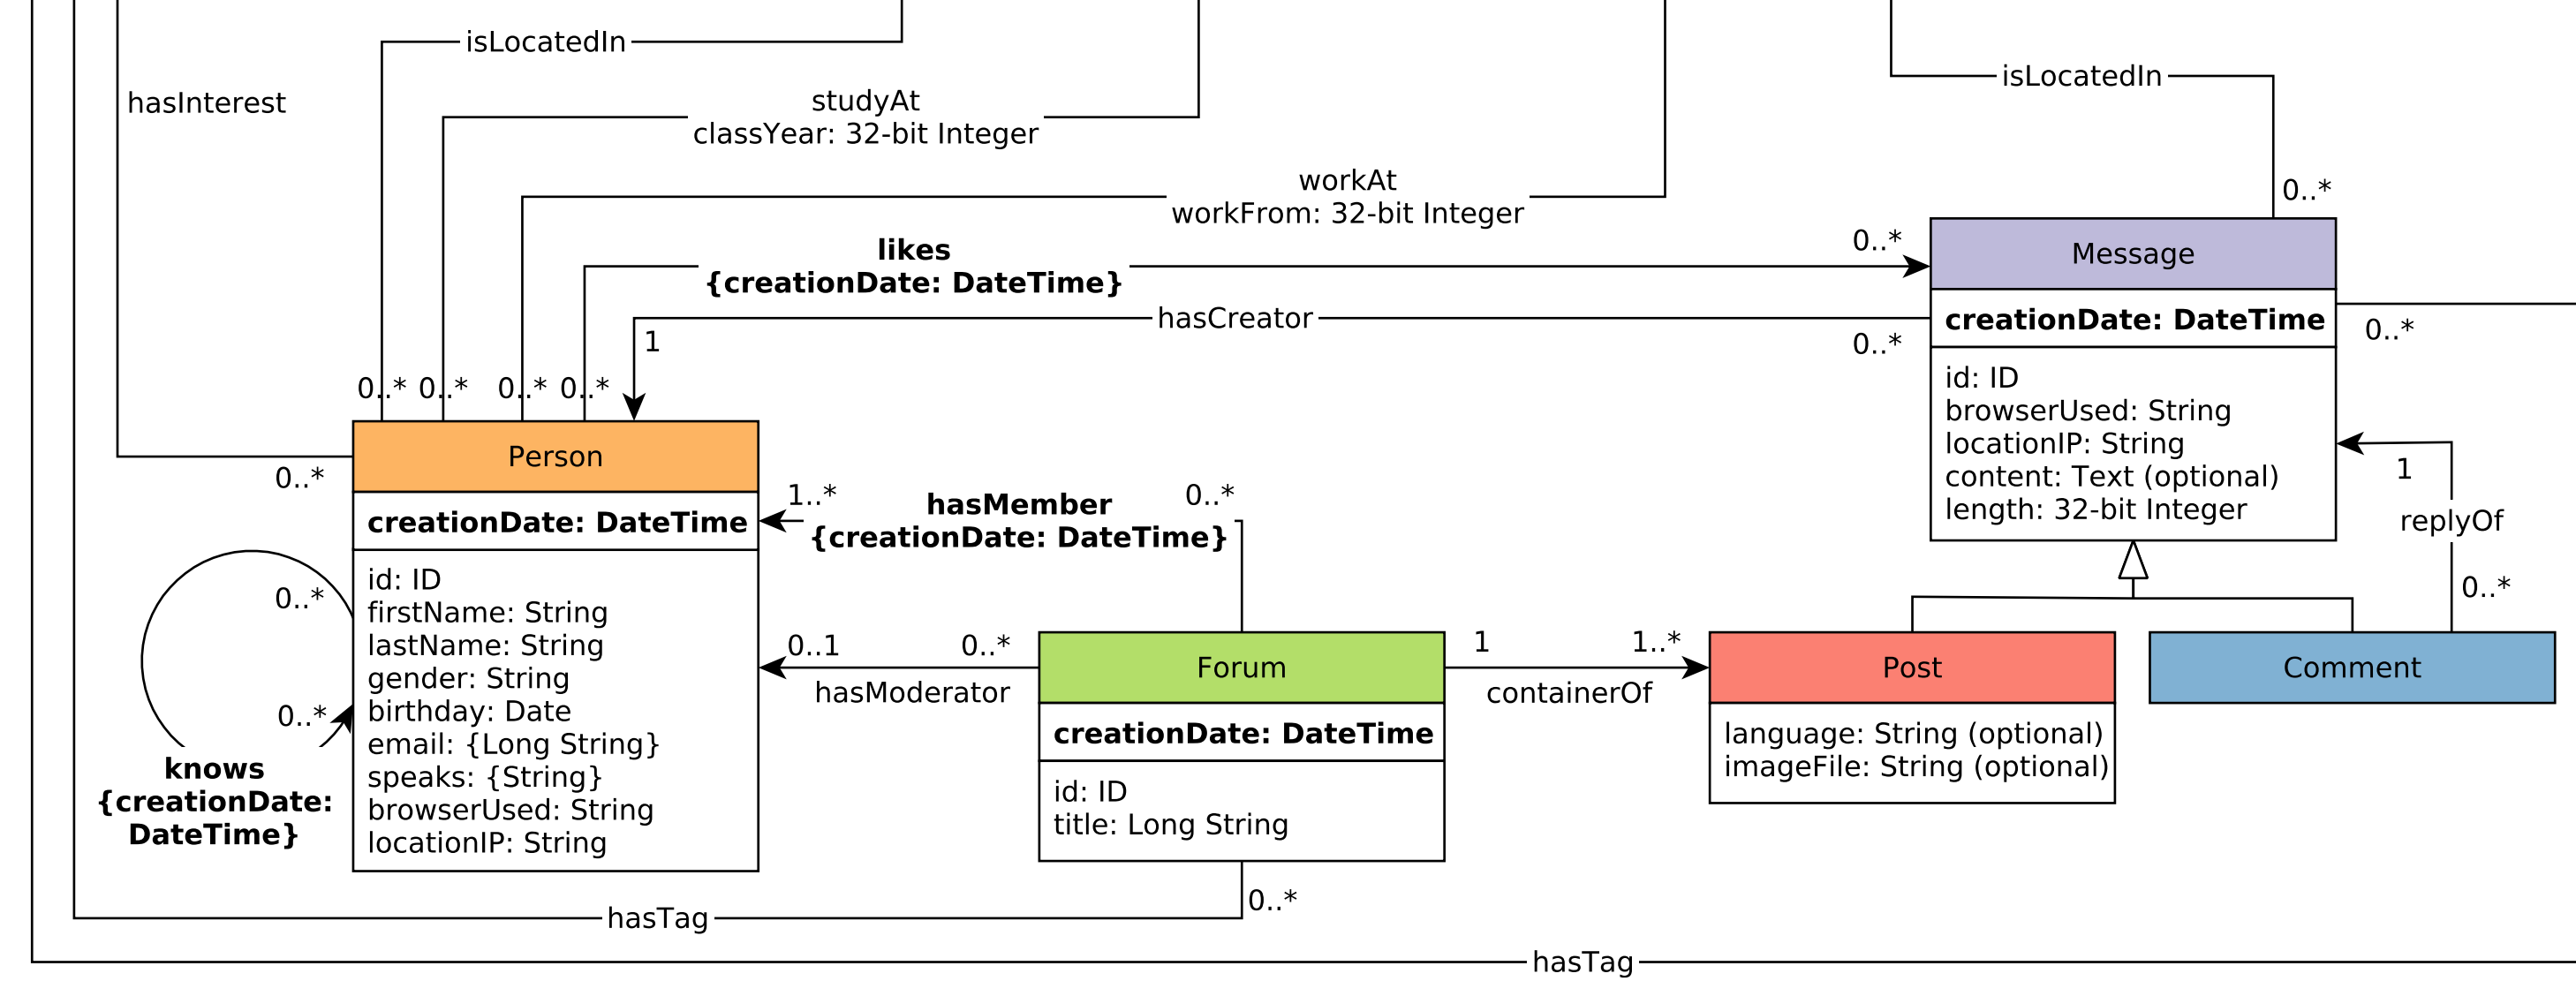 isLocatedIn
isLocatedIn
hasInterest
studyAt
classYear: 32-bit Integer
workAt
workFrom: 32-bit Integer
0..*
likes
{creationDate: DateTime}
0..*
Message
hasCreator
1
0..*
creationDate: DateTime
0..*
id: ID
browserUsed: String
locationIP: String
content: Text (optional)
length: 32-bit Integer
0..* 0..* 0..* 0..*
Person
0..*
creationDate: DateTime
id: ID
firstName: String
lastName: String
gender: String
birthday: Date
email: {Long String}
speaks: {String}
browserUsed: String
locationIP: String
0..*
0..*
knows
{creationDate:
DateTime}
1..*
hasMember
{creationDate: DateTime}
0..*
1
replyOf
0..*
0..1
0..*
hasModerator
Forum
creationDate: DateTime
id: ID
title: Long String
1
1..*
containerOf
Post
language: String (optional)
imageFile: String (optional)
Comment
0..*
hasTag
hasTag